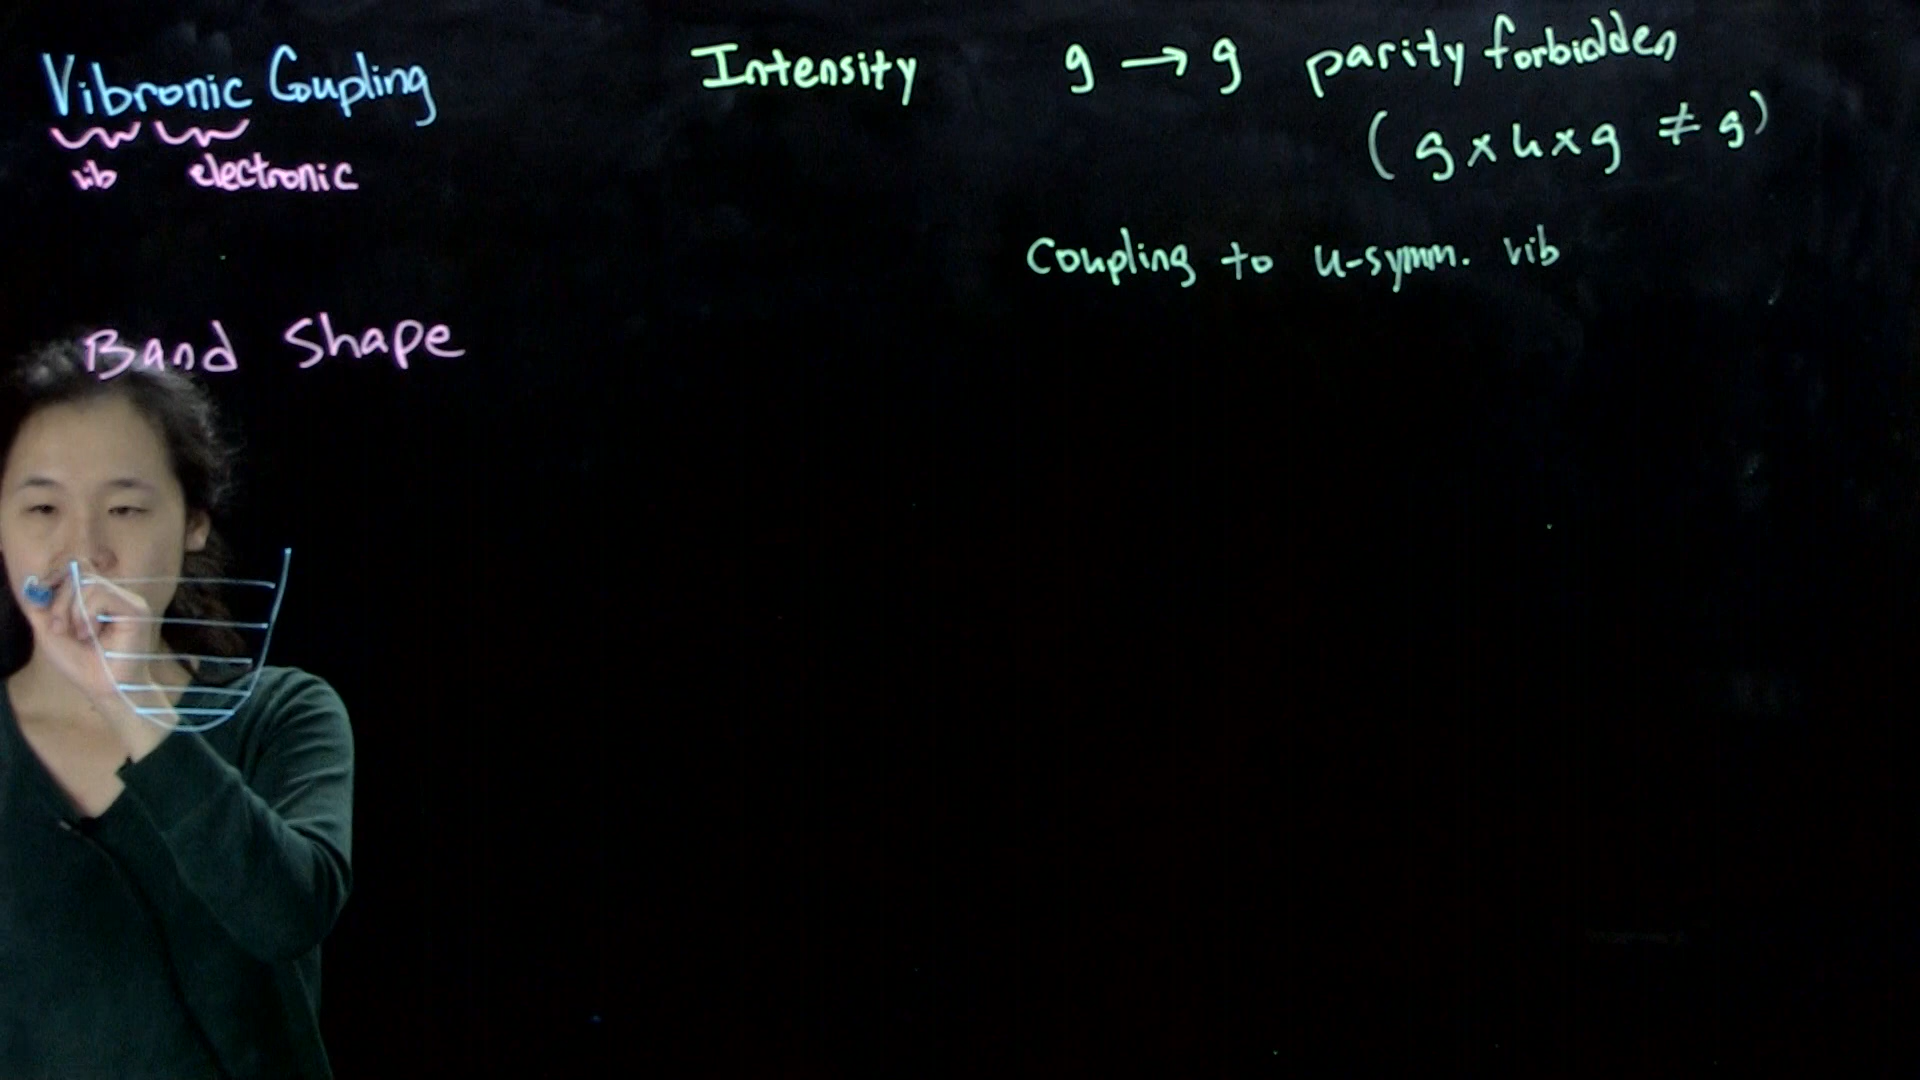 Vibronic Coupling
vib electronic
Intensity g → g parity forbidden
(g x u x g ≠ g)
Coupling to u-symm. vib
Band Shape